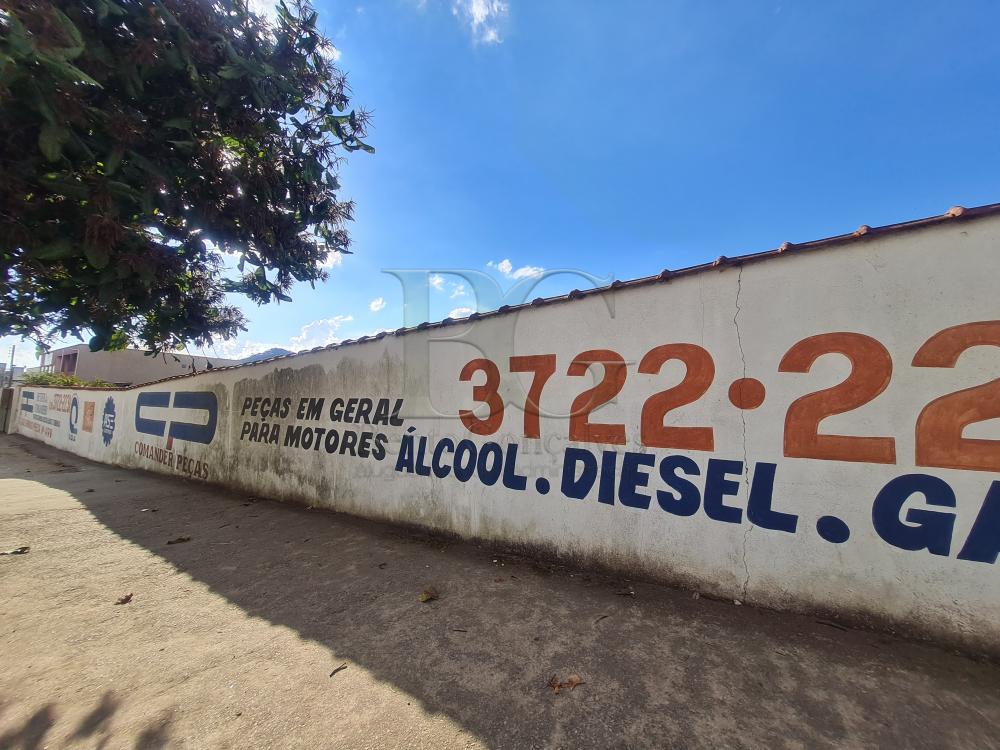 CP
COMANDER PEÇAS
PEÇAS EM GERAL
PARA MOTORES
3722·22
ÁLCOOL.DIESEL.GA